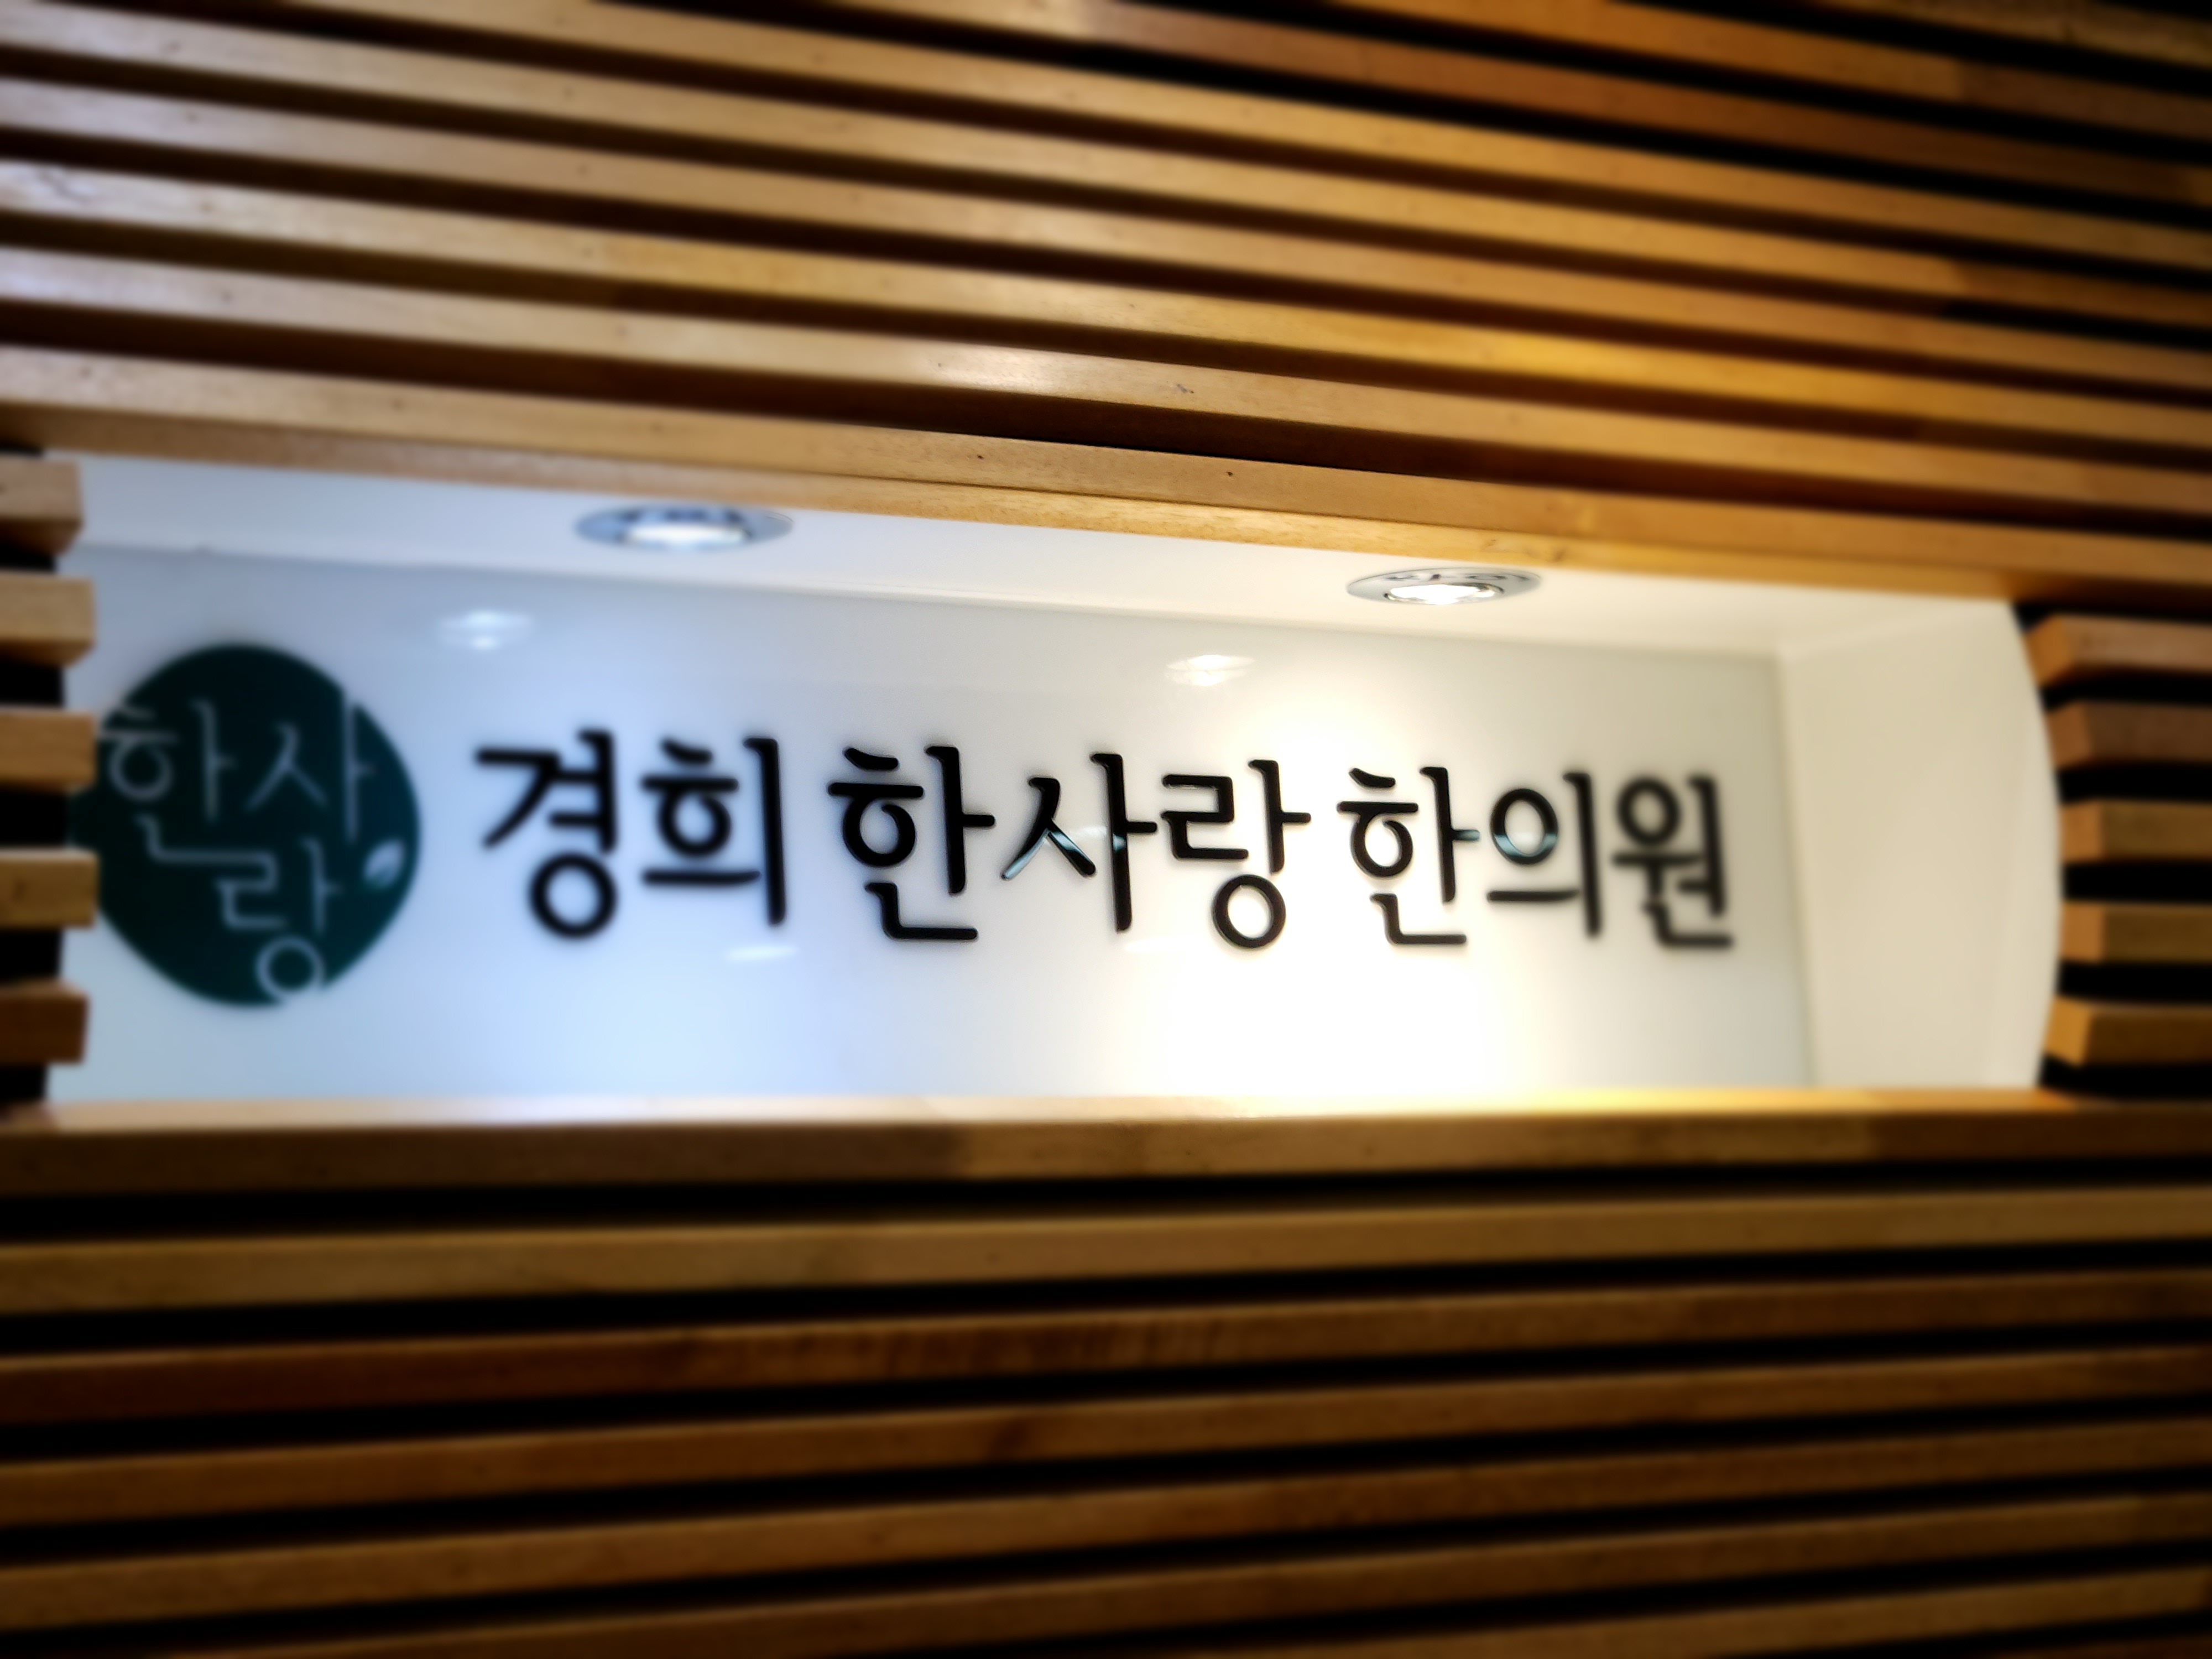 한사
랑
경희 한사랑 한의원